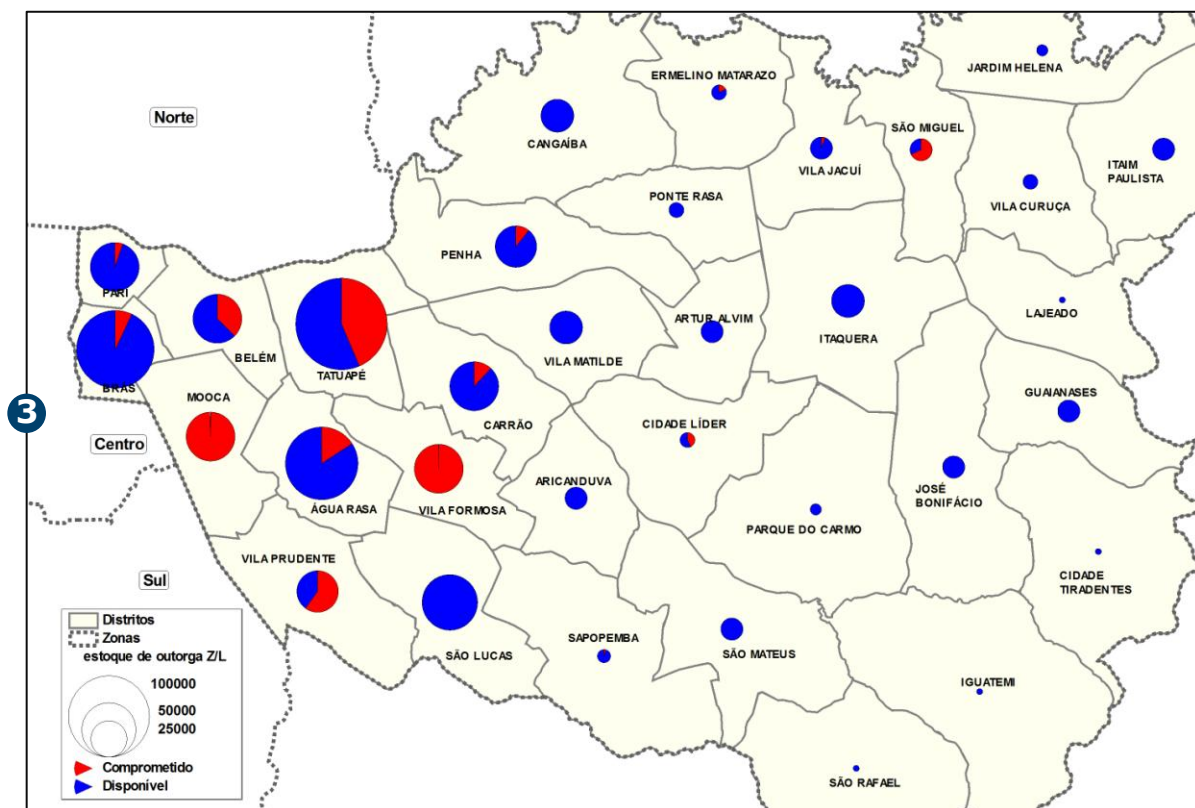 JARDIM HELENA
ERMELINO MATARAZO
Norte
SÃO MIGUEL
CANGAÍBA
VILA JACUÍ
ITAIM
PAULISTA
PONTE RASA
VILA CURUÇA
PENHA
PARI
LAJEADO
ARTUR ALVIM
ITAQUERA
BELÉM
VILA MATILDE
TATUAPÉ
BRÁS
MOOCA
GUAIANASES
3
CARRÃO
CIDADE LÍDER
Centro
ARICANDUVA
JOSÉ
BONIFÁCIO
ÁGUA RASA
VILA FORMOSA
PARQUE DO CARMO
VILA PRUDENTE
CIDADE
TIRADENTES
Sul
SAPOPEMBA
SÃO LUCAS
SÃO MATEUS
IGUATEMI
SÃO RAFAEL
Distritos
Zonas
estoque de outorga Z/L
100000
50000
25000
Comprometido
Disponível